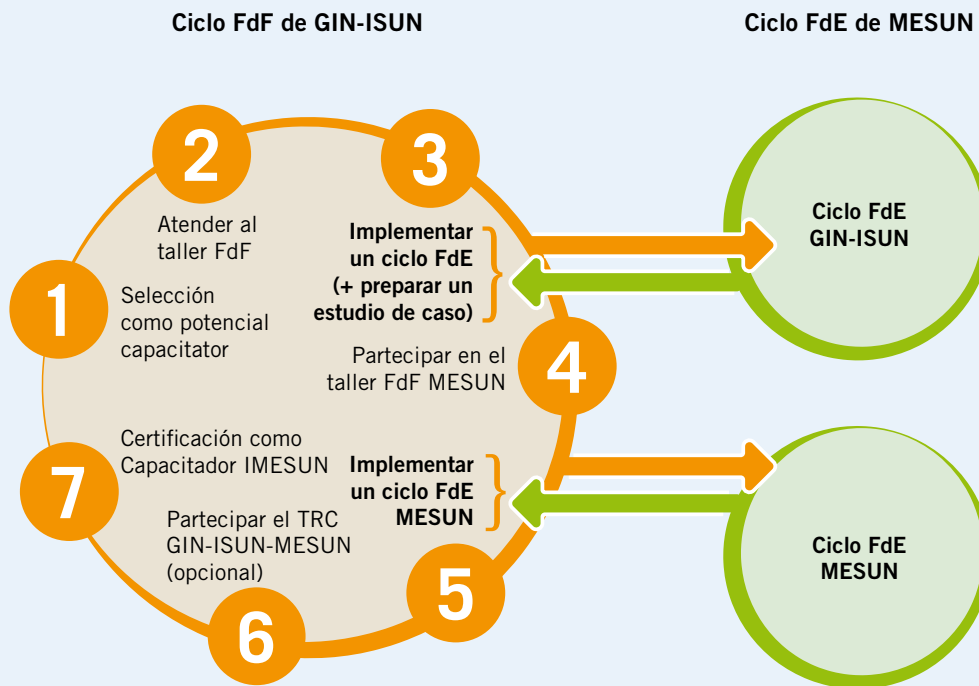 Ciclo FdF de GIN-ISUN
Ciclo FdE de MESUN
1
Selección
como potencial
capacitator
2
Atender al
taller FdF
3
Implementar
un ciclo FdE
(+ preparar un
estudio de caso)
4
Partecipar en el
taller FdF MESUN
5
Implementar
un ciclo FdE
MESUN
6
Partecipar el TRC
GIN-ISUN-MESUN
(opcional)
7
Certificación como
Capacitador IMESUN
Ciclo FdE
GIN-ISUN
Ciclo FdE
MESUN